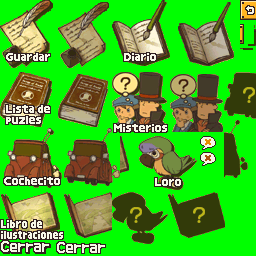 Guardar
Diario
Lista de
puzles
Misterios
Cochecito
Loro
Libro de
ilustraciones
Cerrar Cerrar